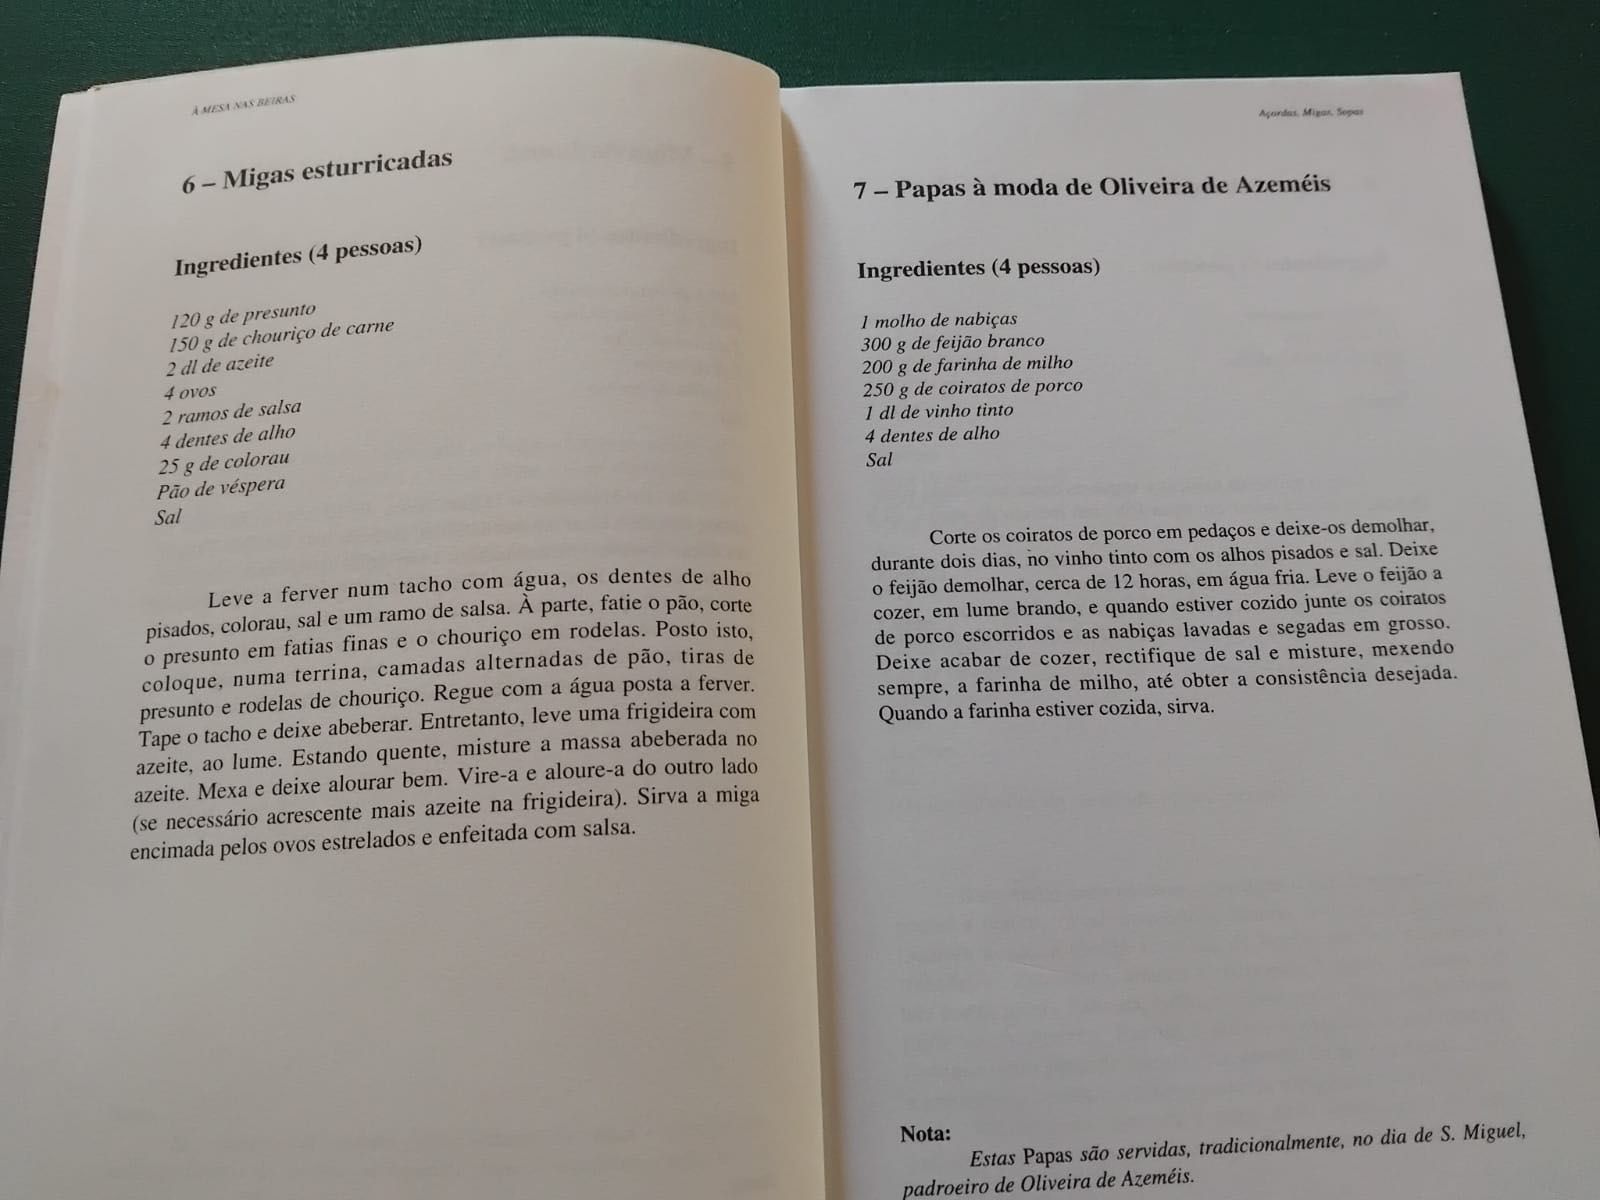 À MESA NAS BEIRAS
6 – Migas esturricadas
Ingredientes (4 pessoas)
120 g de presunto
150 g de chouriço de carne
2 dl de azeite
4 ovos
2 ramos de salsa
4 dentes de alho
25 g de colorau
Pão de véspera
Sal
Leve a ferver num tacho com água, os dentes de alho
pisados, colorau, sal e um ramo de salsa. À parte, fatie o pão, corte
o presunto em fatias finas e o chouriço em rodelas. Posto isto,
coloque, numa terrina, camadas alternadas de pão, tiras de
presunto e rodelas de chouriço. Regue com a água posta a ferver.
Tape o tacho e deixe abeberar. Entretanto, leve uma frigideira com
azeite, ao lume. Estando quente, misture a massa abeberada no
azeite. Mexa e deixe alourar bem. Vire-a e aloure-a do outro lado
(se necessário acrescente mais azeite na frigideira). Sirva a miga
encimada pelos ovos estrelados e enfeitada com salsa.
Açordas, Migas, Sopas
7 – Papas à moda de Oliveira de Azeméis
Ingredientes (4 pessoas)
1 molho de nabiças
300 g de feijão branco
200 g de farinha de milho
250 g de coiratos de porco
1 dl de vinho tinto
4 dentes de alho
Sal
Corte os coiratos de porco em pedaços e deixe-os demolhar,
durante dois dias, no vinho tinto com os alhos pisados e sal. Deixe
o feijão demolhar, cerca de 12 horas, em água fria. Leve o feijão a
cozer, em lume brando, e quando estiver cozido junte os coiratos
de porco escorridos e as nabiças lavadas e segadas em grosso.
Deixe acabar de cozer, rectifique de sal e misture, mexendo
sempre, a farinha de milho, até obter a consistência desejada.
Quando a farinha estiver cozida, sirva.
Nota:
Estas Papas são servidas, tradicionalmente, no dia de S. Miguel,
padroeiro de Oliveira de Azeméis.